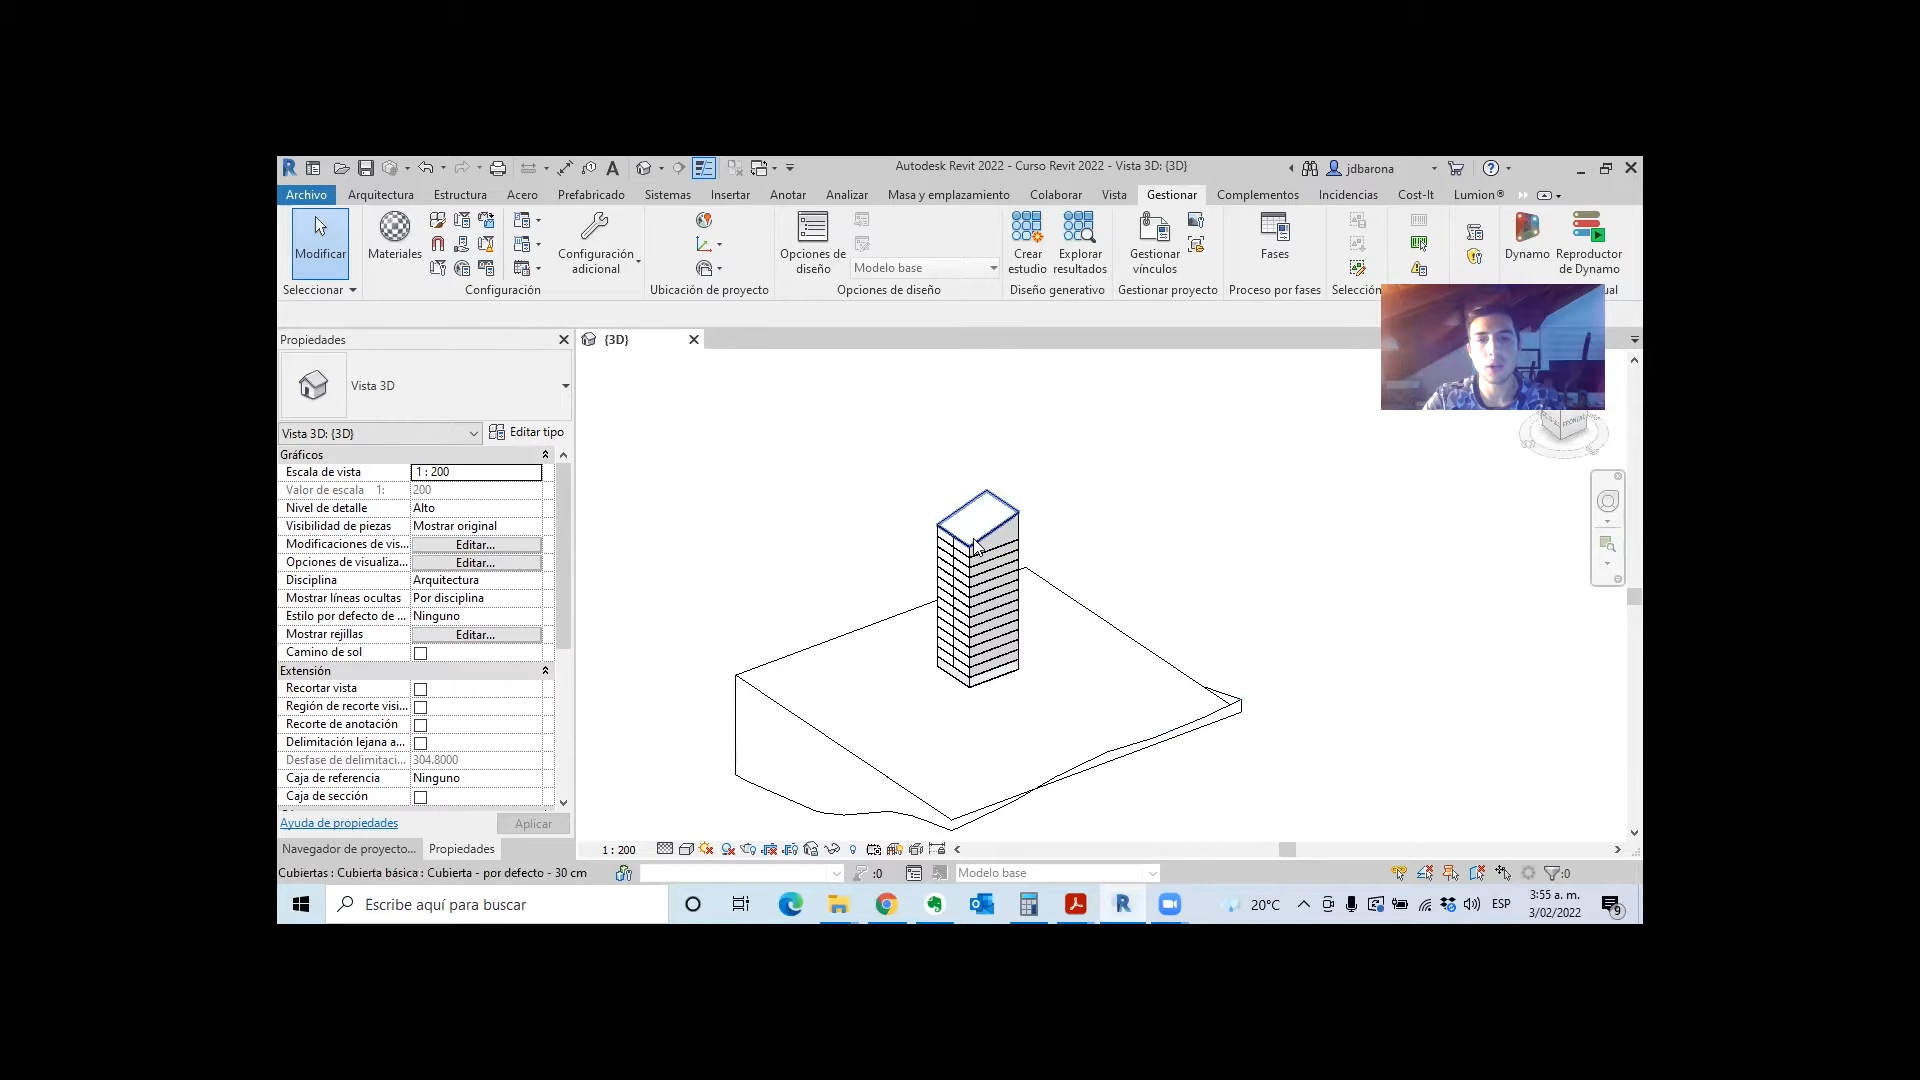 Autodesk Revit 2022 - Curso Revit 2022 - Vista 3D: {3D}
jdbarona
Archivo Arquitectura Estructura Acero Prefabricado Sistemas Insertar Anotar Analizar Masa y emplazamiento Colaborar Vista Gestionar Complementos Incidencias Cost-It Lumion®
Modificar
Materiales
Configuración adicional
Opciones de diseño
Modelo base
Crear estudio
Explorar resultados
Gestionar vínculos
Fases
Dynamo
Reproductor de Dynamo
Seleccionar
Configuración
Ubicación de proyecto
Opciones de diseño
Diseño generativo
Gestionar proyecto
Proceso por fases
Selección
ual
Propiedades
{3D}
Vista 3D
Vista 3D: {3D}
Editar tipo
Gráficos
Escala de vista 1 : 200
Valor de escala 1: 200
Nivel de detalle Alto
Visibilidad de piezas Mostrar original
Modificaciones de vis... Editar...
Opciones de visualiza... Editar...
Disciplina Arquitectura
Mostrar líneas ocultas Por disciplina
Estilo por defecto de ... Ninguno
Mostrar rejillas Editar...
Camino de sol
Extensión
Recortar vista
Región de recorte visi...
Recorte de anotación
Delimitación lejana a...
Desfase de delimitaci... 304.8000
Caja de referencia Ninguno
Caja de sección
Ayuda de propiedades
Aplicar
Navegador de proyecto... Propiedades
1 : 200
Cubiertas : Cubierta básica : Cubierta - por defecto - 30 cm
:0
Modelo base
:0
Escribe aquí para buscar
20°C
ESP
3:55 a. m.
3/02/2022
9